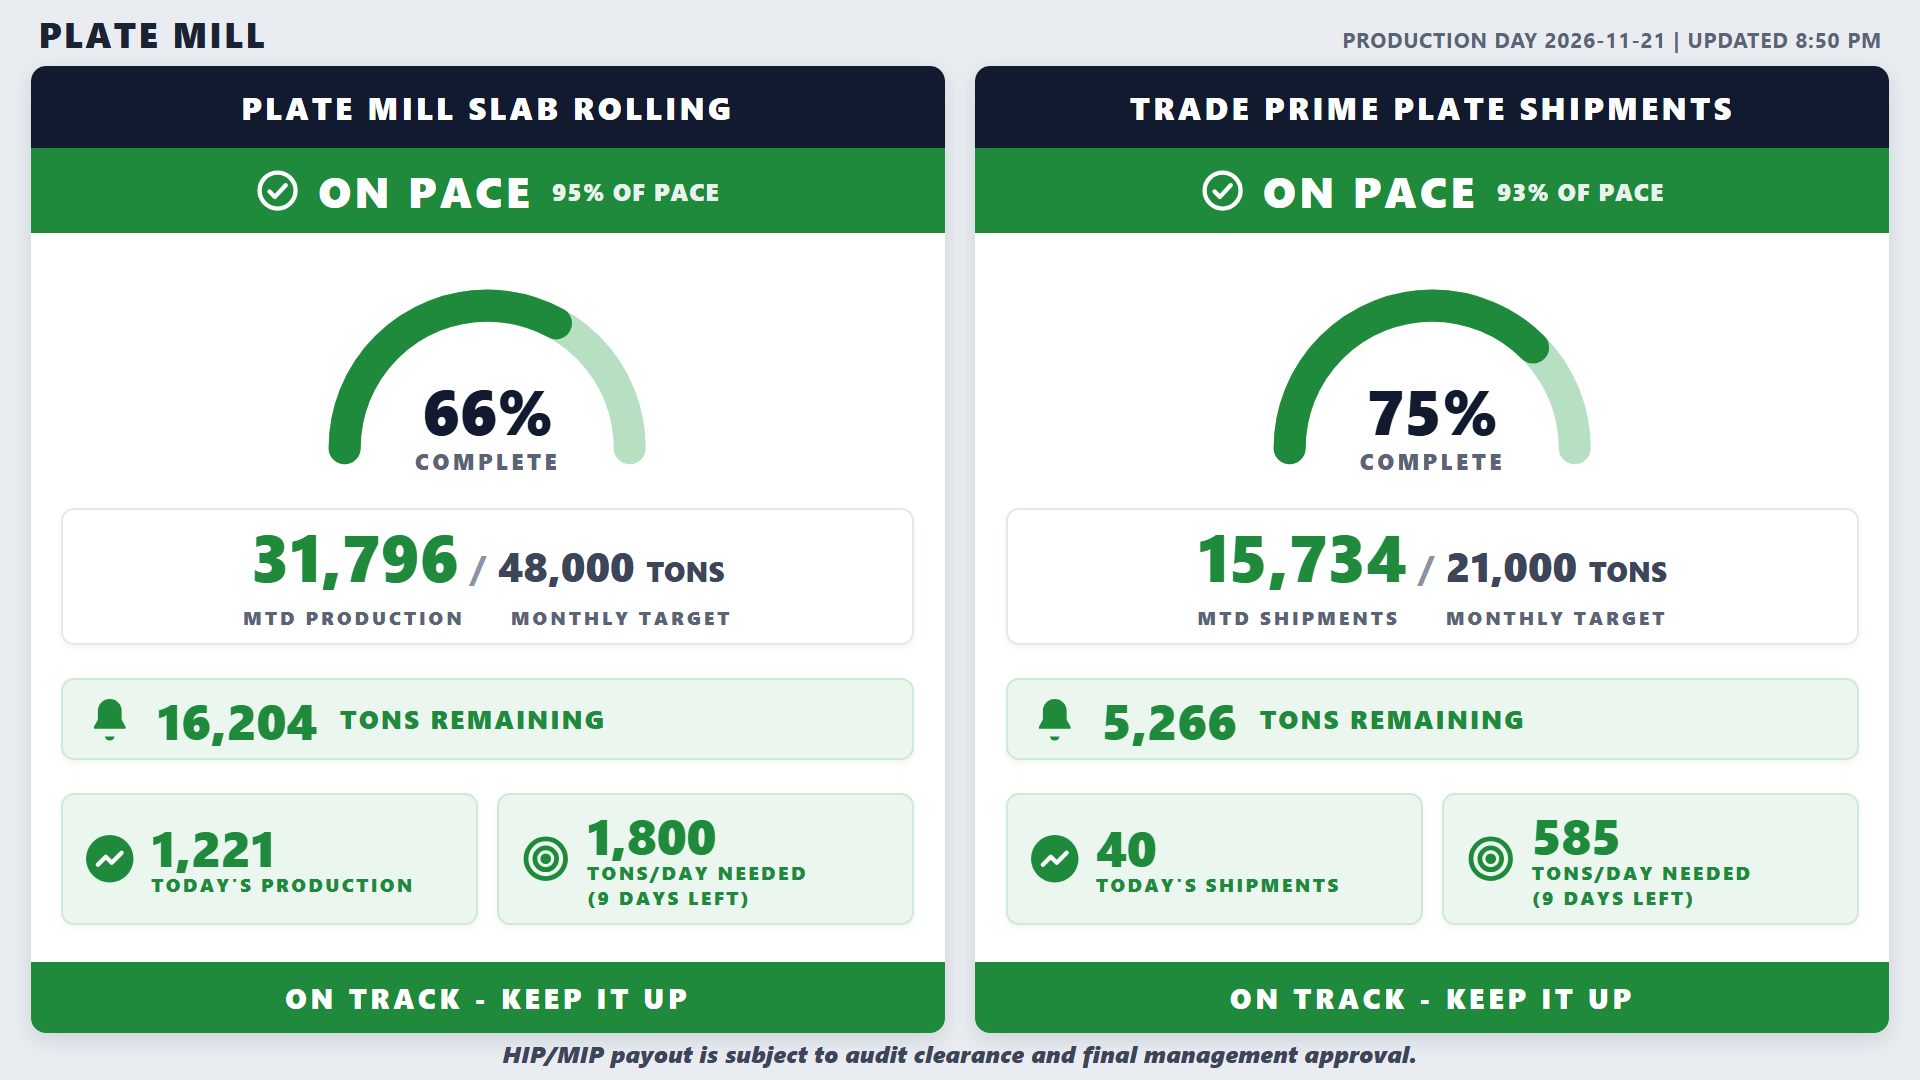 PLATE MILL
PRODUCTION DAY 2026-11-21 | UPDATED 8:50 PM
PLATE MILL SLAB ROLLING
ON PACE 95% OF PACE
66%
COMPLETE
31,796 / 48,000 TONS
MTD PRODUCTION MONTHLY TARGET
16,204 TONS REMAINING
1,221
TODAY'S PRODUCTION
1,800
TONS/DAY NEEDED
(9 DAYS LEFT)
ON TRACK - KEEP IT UP
TRADE PRIME PLATE SHIPMENTS
ON PACE 93% OF PACE
75%
COMPLETE
15,734 / 21,000 TONS
MTD SHIPMENTS MONTHLY TARGET
5,266 TONS REMAINING
40
TODAY'S SHIPMENTS
585
TONS/DAY NEEDED
(9 DAYS LEFT)
ON TRACK - KEEP IT UP
HIP/MIP payout is subject to audit clearance and final management approval.